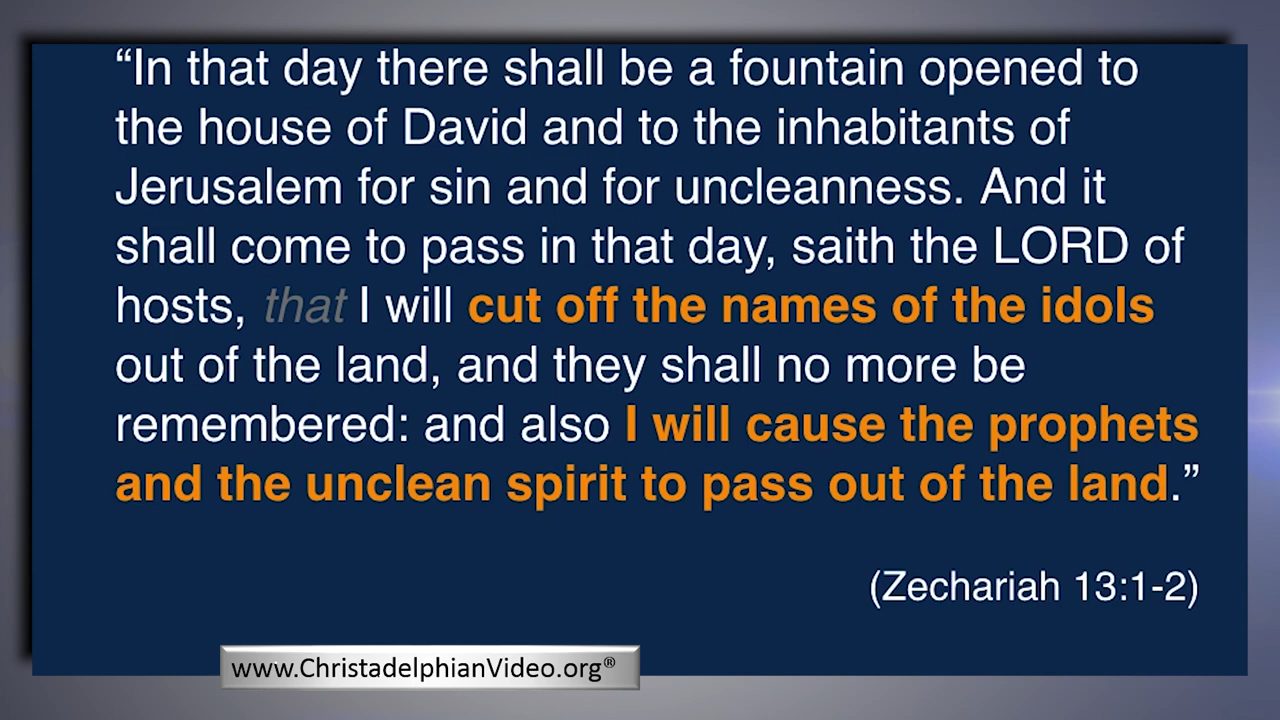 “In that day there shall be a fountain opened to
the house of David and to the inhabitants of
Jerusalem for sin and for uncleanness. And it
shall come to pass in that day, saith the LORD of
hosts, that I will cut off the names of the idols
out of the land, and they shall no more be
remembered: and also I will cause the prophets
and the unclean spirit to pass out of the land.”
(Zechariah 13:1-2)
www.ChristadelphianVideo.org®